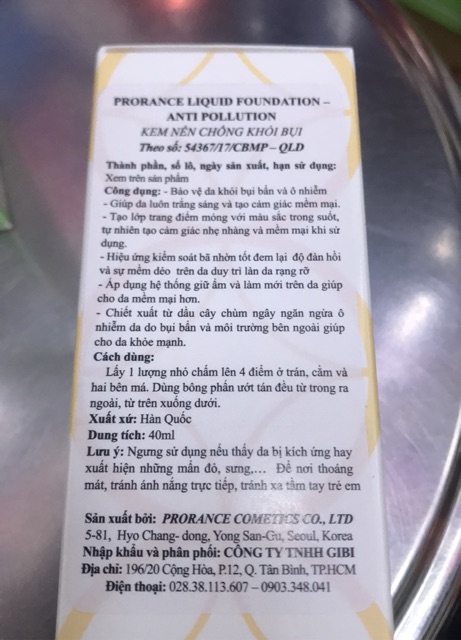 PRORANCE LIQUID FOUNDATION –
ANTI POLLUTION
KEM NỀN CHỐNG KHÓI BỤI
Theo số: 54367/17/CBMP – QLD
Thành phần, số lô, ngày sản xuất, hạn sử dụng:
Xem trên sản phẩm
Công dụng: - Bảo vệ da khỏi bụi bẩn và ô nhiễm
- Giúp da luôn trắng sáng và tạo cảm giác mềm mại.
- Tạo lớp trang điểm mỏng với màu sắc trong suốt,
tự nhiên tạo cảm giác nhẹ nhàng và mềm mại khi sử
dụng.
- Hiệu ứng kiểm soát bã nhờn tốt đem lại độ đàn hồi
và sự mềm dẻo trên da duy trì làn da rạng rỡ
- Áp dụng hệ thống giữ ẩm và làm mới trên da giúp
cho da mềm mại hơn.
- Chiết xuất từ dầu cây chùm ngây ngăn ngừa ô
nhiễm da do bụi bẩn và môi trường bên ngoài giúp
cho da khỏe mạnh.
Cách dùng:
Lấy 1 lượng nhỏ chấm lên 4 điểm ở trán, cằm và
hai bên má. Dùng bông phấn ướt tán đều từ trong ra
ngoài, từ trên xuống dưới.
Xuất xứ: Hàn Quốc
Dung tích: 40ml
Lưu ý: Ngưng sử dụng nếu thấy da bị kích ứng hay
xuất hiện những mẩn đỏ, sưng,... Để nơi thoáng
mát, tránh ánh nắng trực tiếp, tránh xa tầm tay trẻ em
Sản xuất bởi: PRORANCE COMETICS CO., LTD
5-81, Hyo Chang- dong, Yong San-Gu, Seoul, Korea
Nhập khẩu và phân phối: CÔNG TY TNHH GIBI
Địa chỉ: 196/20 Cộng Hòa, P.12, Q. Tân Bình, TP.HCM
Điện thoại: 028.38.113.607 – 0903.348.041